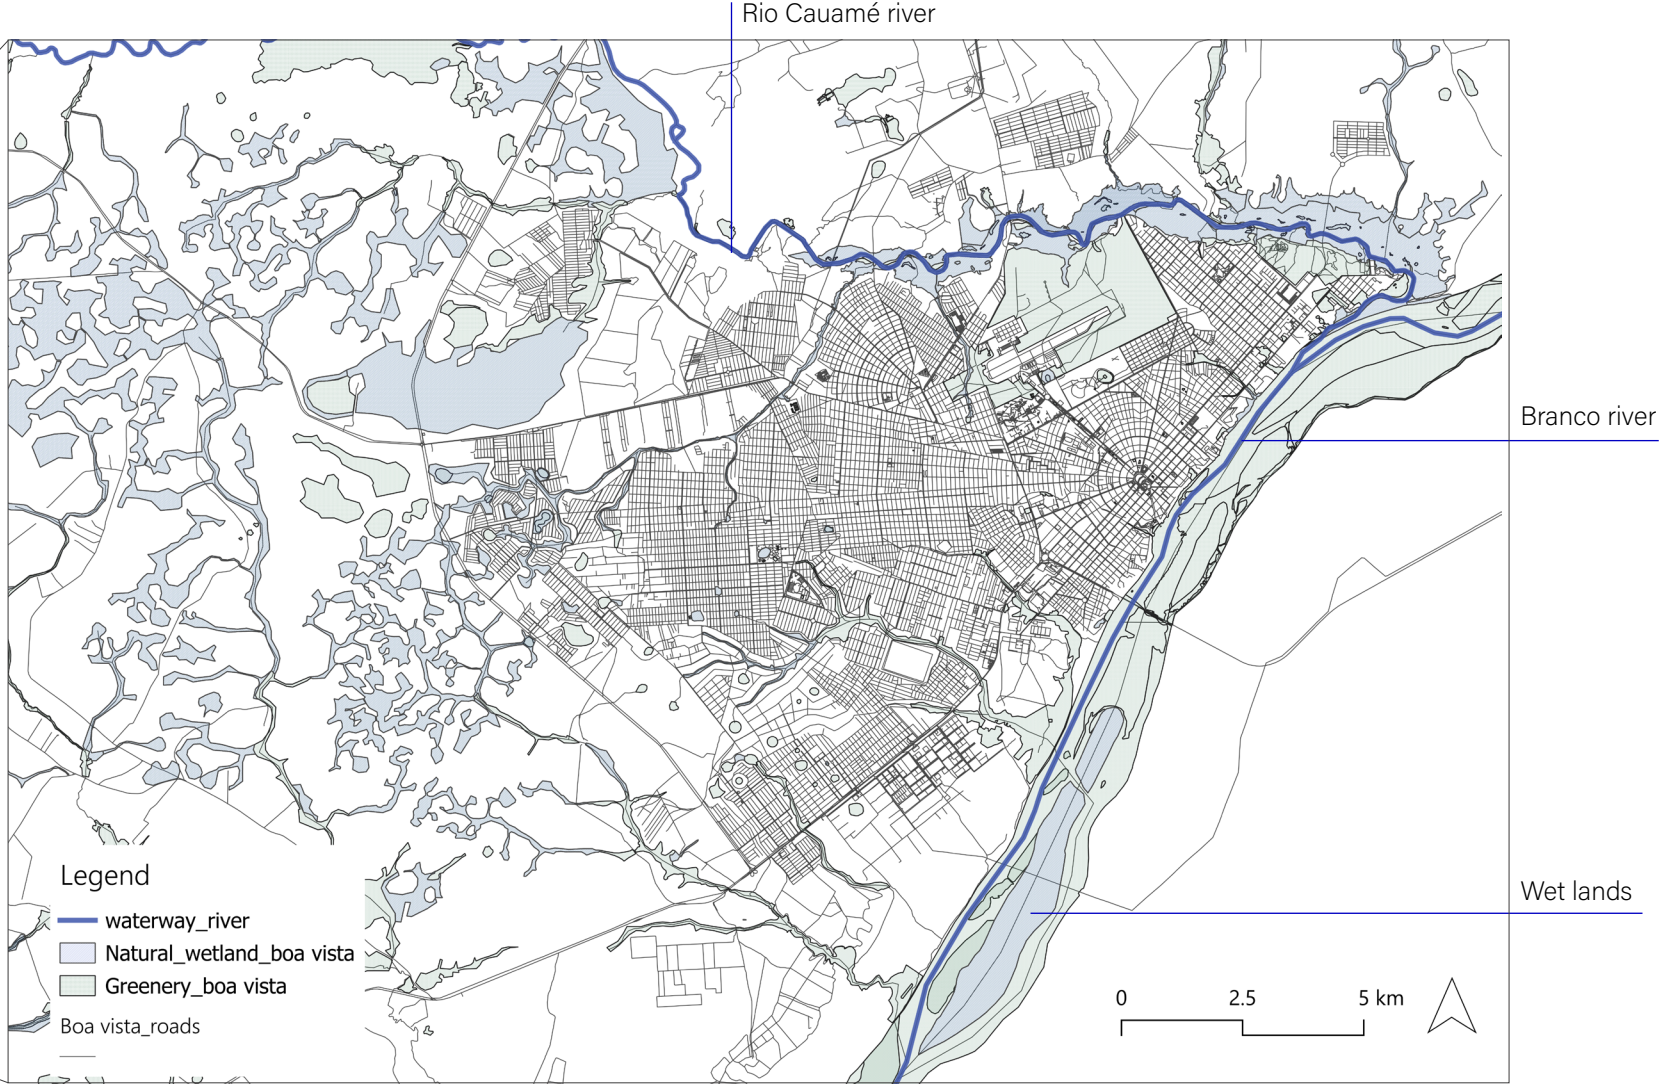 Rio Cauamé river
Branco river
Wet lands
Legend
waterway_river
Natural_wetland_boa vista
Greenery_boa vista
Boa vista_roads
0 2.5 5 km